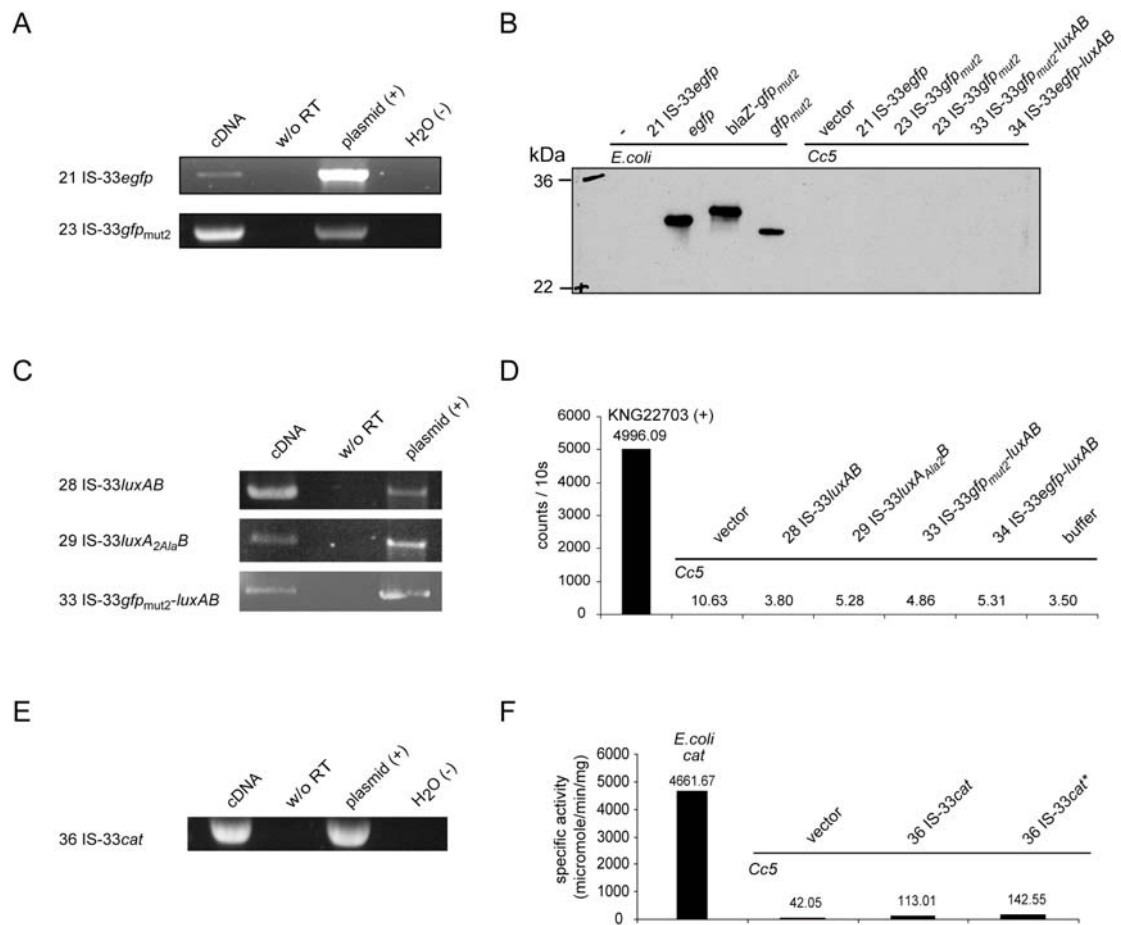 A
cDNA
w/o RT
plasmid (+)
H2O (-)
21 IS-33egfp
23 IS-33gfpmut2
B
-
21 IS-33egfp
egfp
blaZ'-gfpmut2
gfpmut2
vector
21 IS-33egfp
23 IS-33gfpmut2
23 IS-33gfpmut2
33 IS-33gfpmut2-luxAB
34 IS-33egfp-luxAB
kDa
E.coli
Cc5
36
22
C
cDNA
w/o RT
plasmid (+)
28 IS-33luxAB
29 IS-33luxA2AlaB
33 IS-33gfpmut2-luxAB
D
counts / 10s
6000
5000
4000
3000
2000
1000
0
KNG22703 (+)
4996.09
vector
28 IS-33luxAB
29 IS-33luxAAla2B
33 IS-33gfpmut2-luxAB
34 IS-33egfp-luxAB
buffer
Cc5
10.63 3.80 5.28 4.86 5.31 3.50
E
cDNA
w/o RT
plasmid (+)
H2O (-)
36 IS-33cat
F
specific activity
(micromole/min/mg)
6000
5000
4000
3000
2000
1000
0
E.coli
cat
4661.67
vector
36 IS-33cat
36 IS-33cat*
Cc5
42.05 113.01 142.55